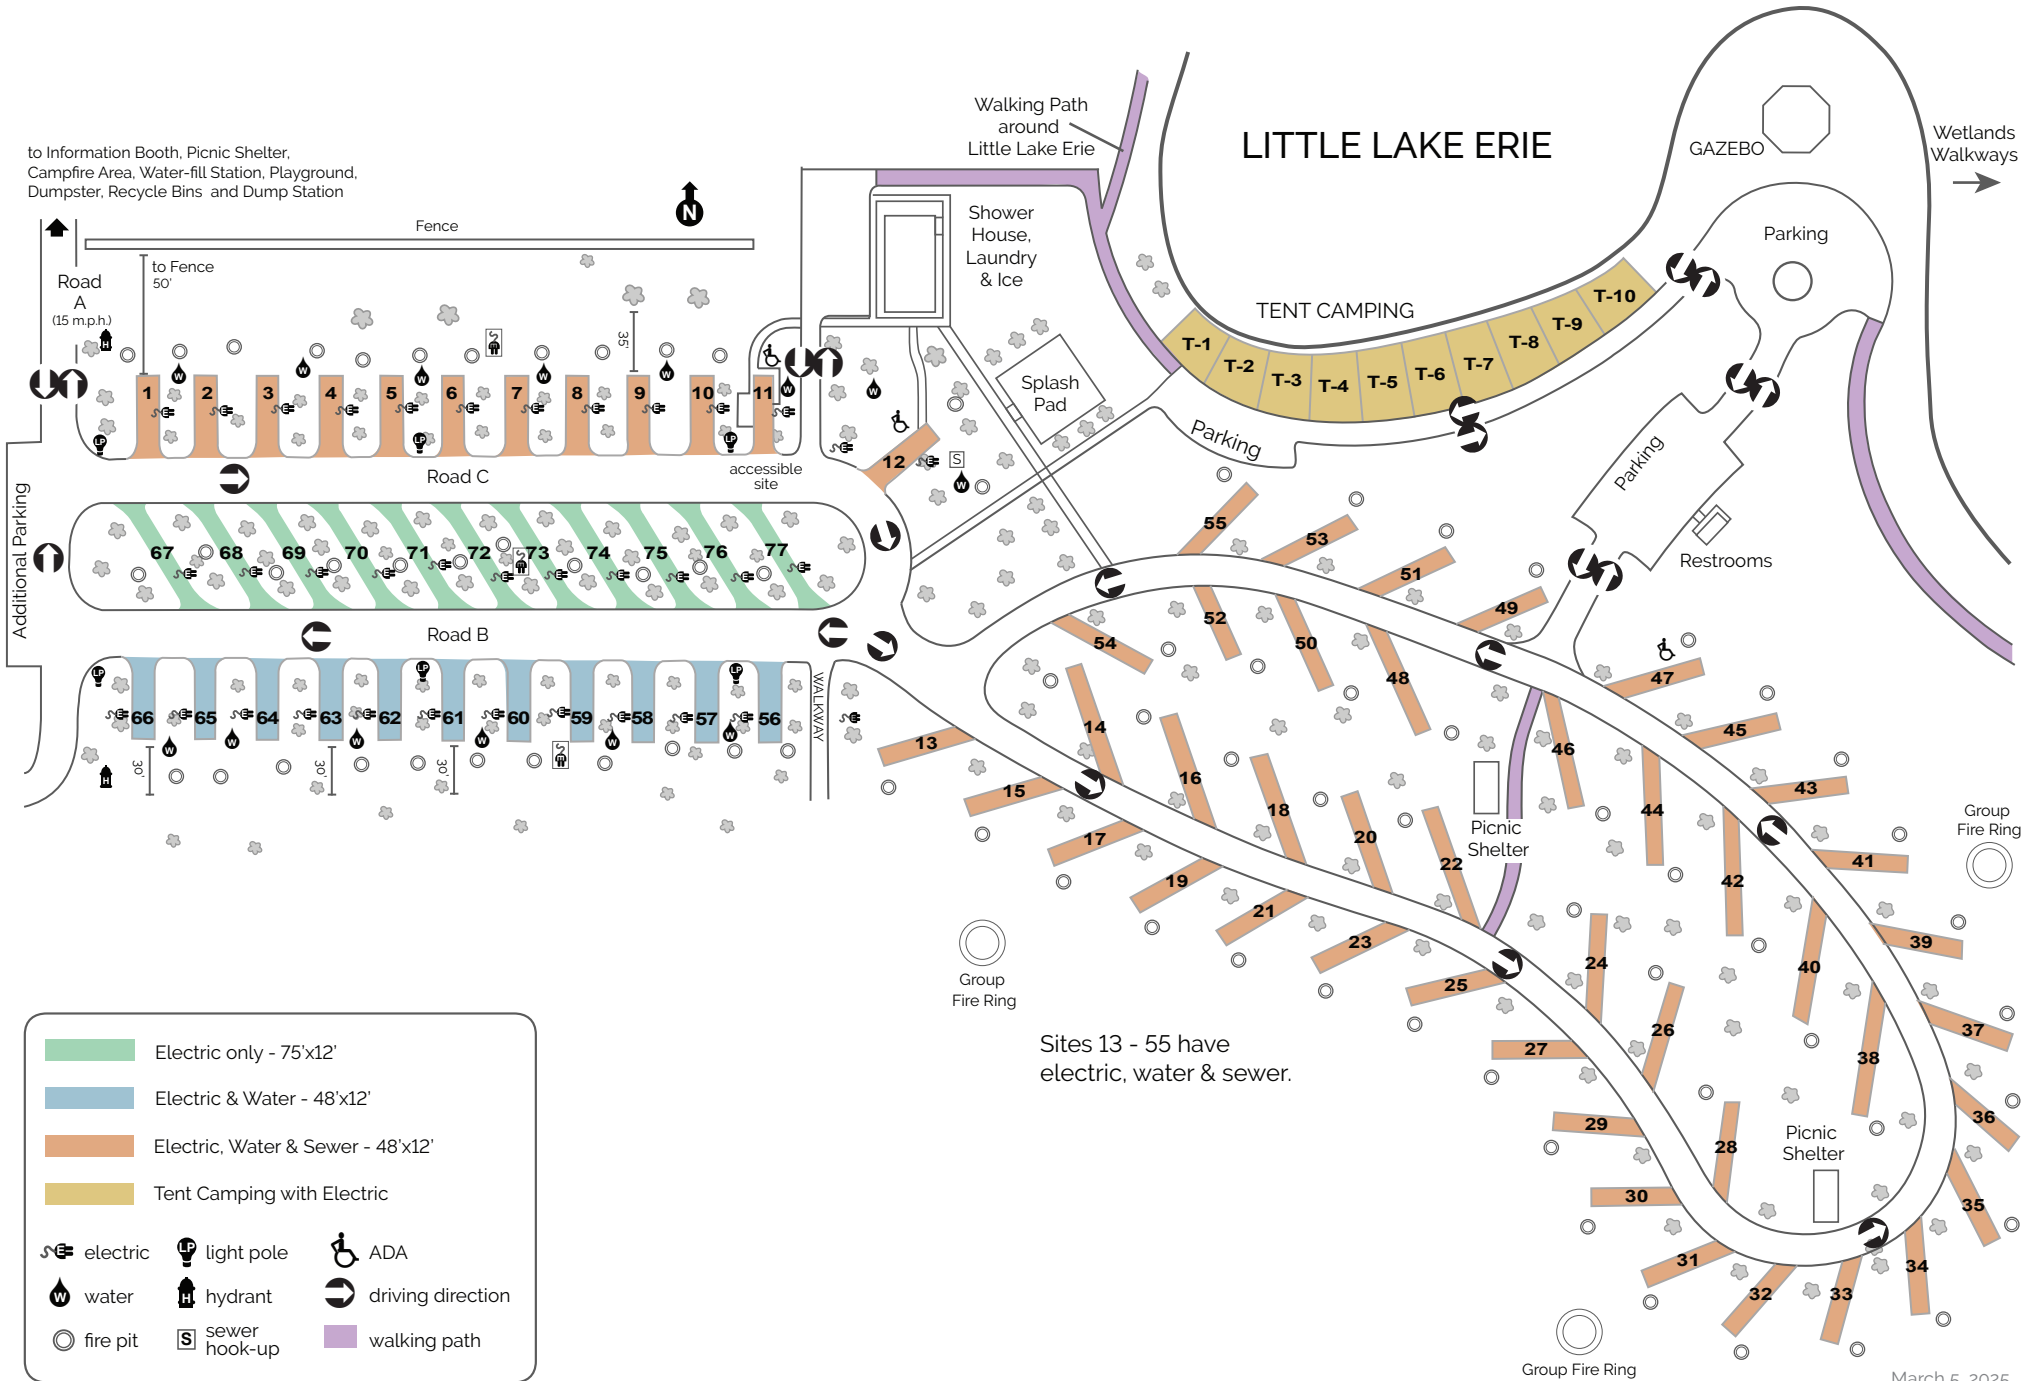 to Information Booth, Picnic Shelter,
Campfire Area, Water-fill Station, Playground,
Dumpster, Recycle Bins and Dump Station
N
Fence
Road
A
(15 m.p.h.)
to Fence
50'
35'
Walking Path
around
Little Lake Erie
LITTLE LAKE ERIE
GAZEBO
Wetlands
Walkways
Parking
Shower
House,
Laundry
& Ice
TENT CAMPING
T-1
T-2
T-3
T-4
T-5
T-6
T-7
T-8
T-9
T-10
Splash
Pad
Parking
Parking
Restrooms
1
2
3
4
5
6
7
8
9
10
11
12
accessible
site
Road C
Additional Parking
67
68
69
70
71
72
73
74
75
76
77
Road B
66
65
64
63
62
61
60
59
58
57
56
30'
30'
30'
WALKWAY
55
53
51
49
54
52
50
48
47
46
45
44
43
42
41
40
39
38
37
36
35
34
33
32
31
30
29
28
27
26
25
24
23
22
21
20
19
18
17
16
15
14
13
Picnic
Shelter
Group
Fire Ring
Group
Fire Ring
Picnic
Shelter
Group Fire Ring
Sites 13 - 55 have
electric, water & sewer.
Electric only - 75'x12'
Electric & Water - 48'x12'
Electric, Water & Sewer - 48'x12'
Tent Camping with Electric
E electric
LP light pole
ADA
W water
H hydrant
driving direction
fire pit
S sewer
hook-up
walking path
March 5, 2025